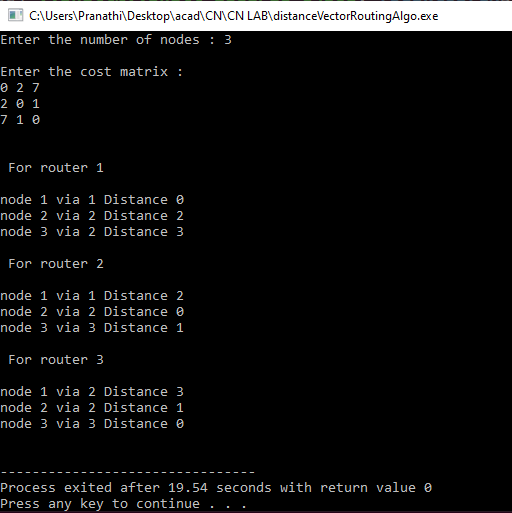 C:\Users\Pranathi\Desktop\acad\CN\CN LAB\distanceVectorRoutingAlgo.exe
Enter the number of nodes : 3
Enter the cost matrix :
0 2 7
2 0 1
7 1 0
For router 1
node 1 via 1 Distance 0
node 2 via 2 Distance 2
node 3 via 2 Distance 3
For router 2
node 1 via 1 Distance 2
node 2 via 2 Distance 0
node 3 via 3 Distance 1
For router 3
node 1 via 2 Distance 3
node 2 via 2 Distance 1
node 3 via 3 Distance 0
--------------------------------
Process exited after 19.54 seconds with return value 0
Press any key to continue . . .